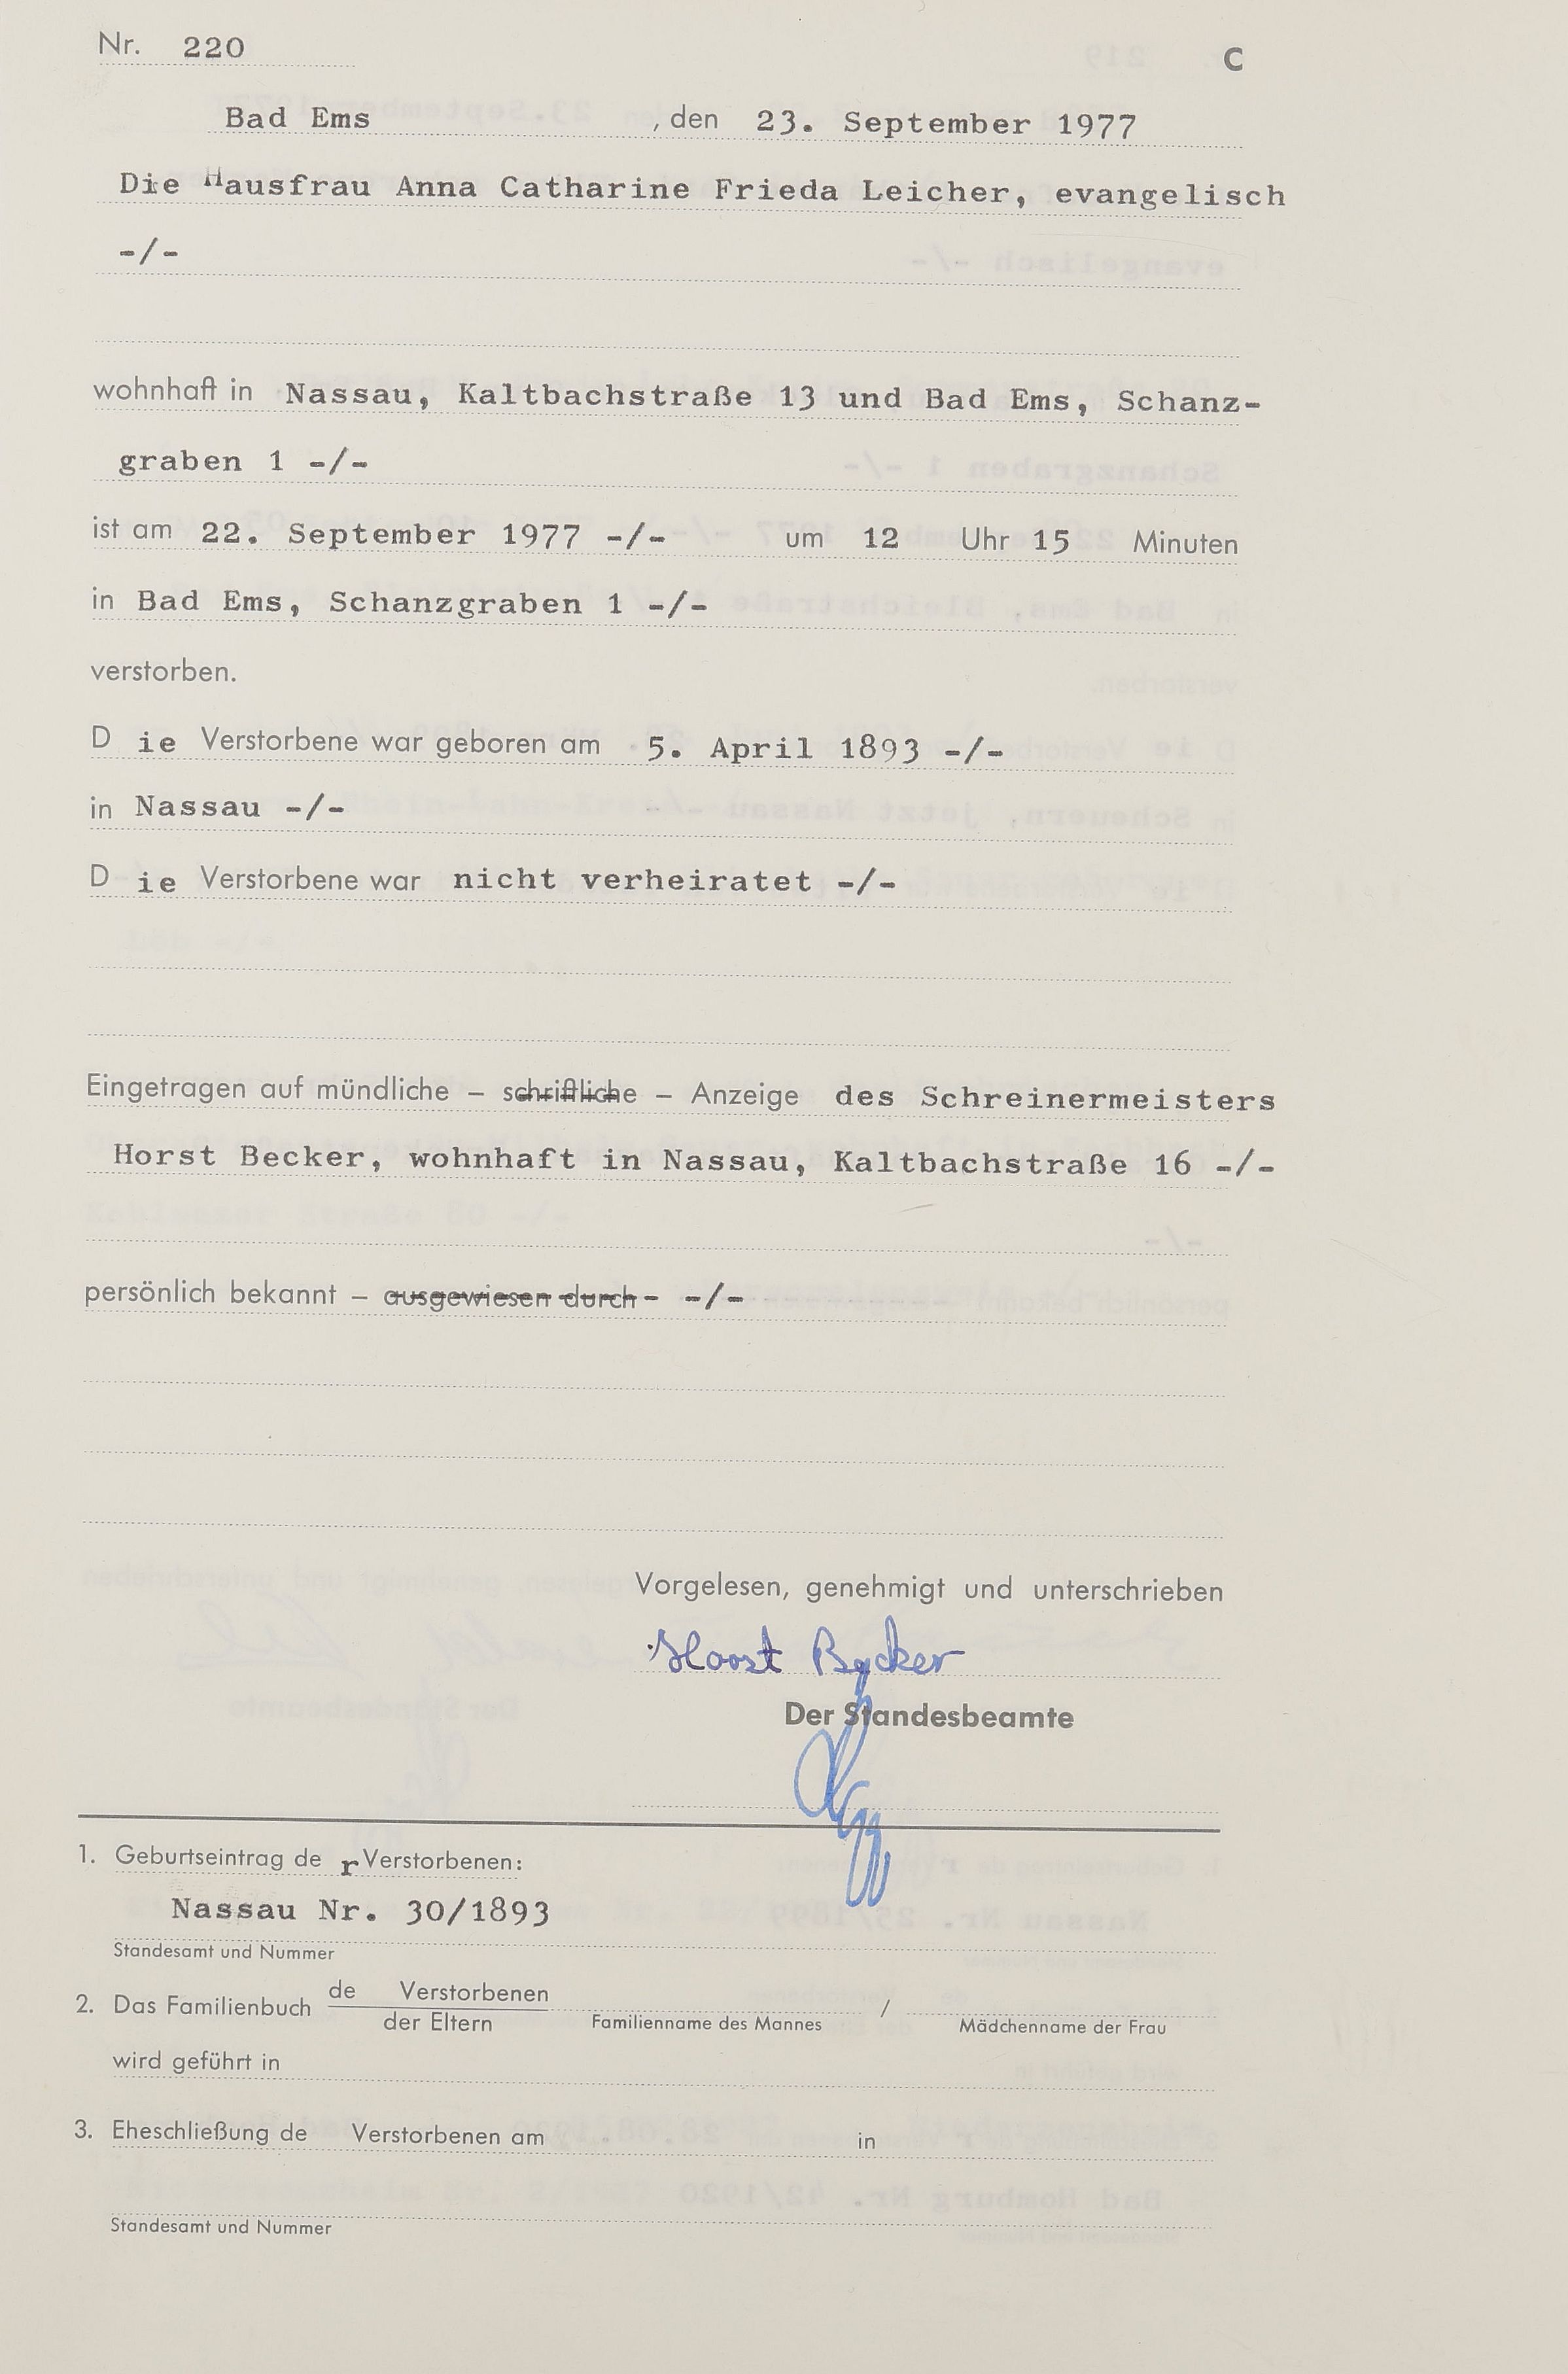 Nr. 220
C
Bad Ems , den 23. September 1977
Die Hausfrau Anna Catharine Frieda Leicher, evangelisch
-/-
wohnhaft in Nassau, Kaltbachstraße 13 und Bad Ems, Schanz-
graben 1 -/-
ist am 22. September 1977 -/- um 12 Uhr 15 Minuten
in Bad Ems, Schanzgraben 1 -/-
verstorben.
D ie Verstorbene war geboren am 5. April 1893 -/-
in Nassau -/-
D ie Verstorbene war nicht verheiratet -/-
Eingetragen auf mündliche – schriftliche – Anzeige des Schreinermeisters
Horst Becker, wohnhaft in Nassau, Kaltbachstraße 16 -/-
persönlich bekannt – ausgewiesen durch - -/-
Vorgelesen, genehmigt und unterschrieben
Horst Becker
Der Standesbeamte
1. Geburtseintrag de r Verstorbenen:
Nassau Nr. 30/1893
Standesamt und Nummer
2. Das Familienbuch de Verstorbenen /
der Eltern Familienname des Mannes Mädchenname der Frau
wird geführt in
3. Eheschließung de Verstorbenen am in
Standesamt und Nummer